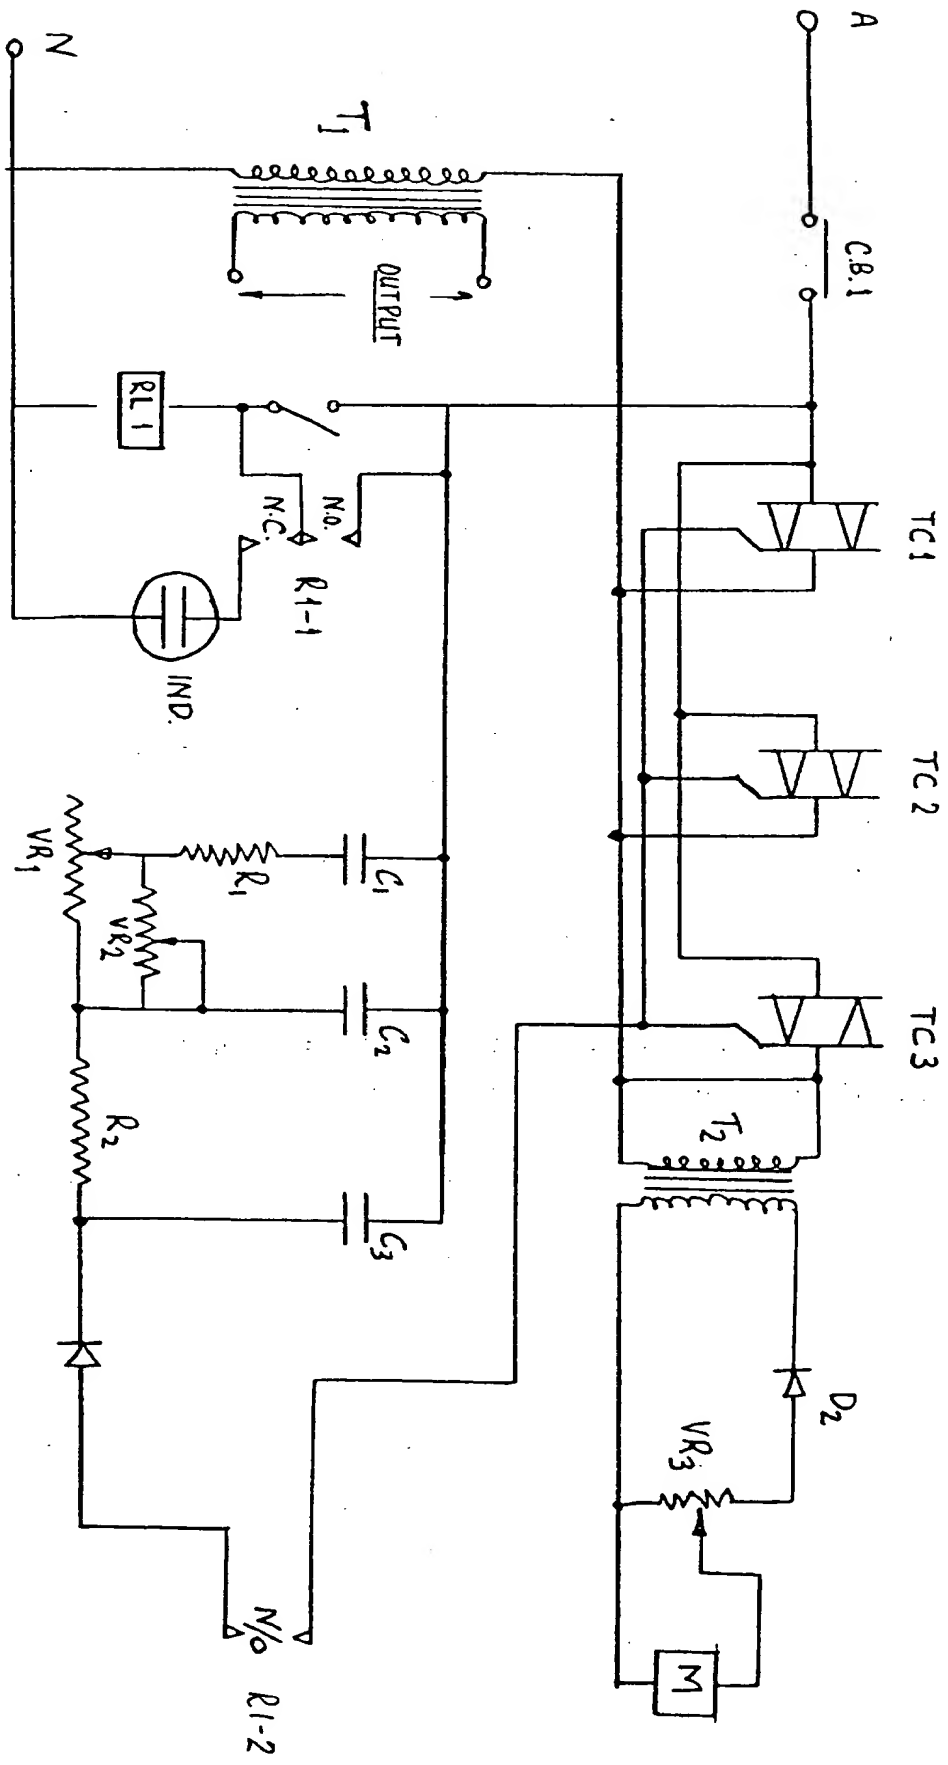 A
C.B.1
TC1
TC2
TC3
N
T1
OUTPUT
RL1
N.O.
N.C.
R1-1
IND.
C1
R1
VR1
VR2
C2
R2
C3
T2
D2
VR3
M
N/O
R1-2